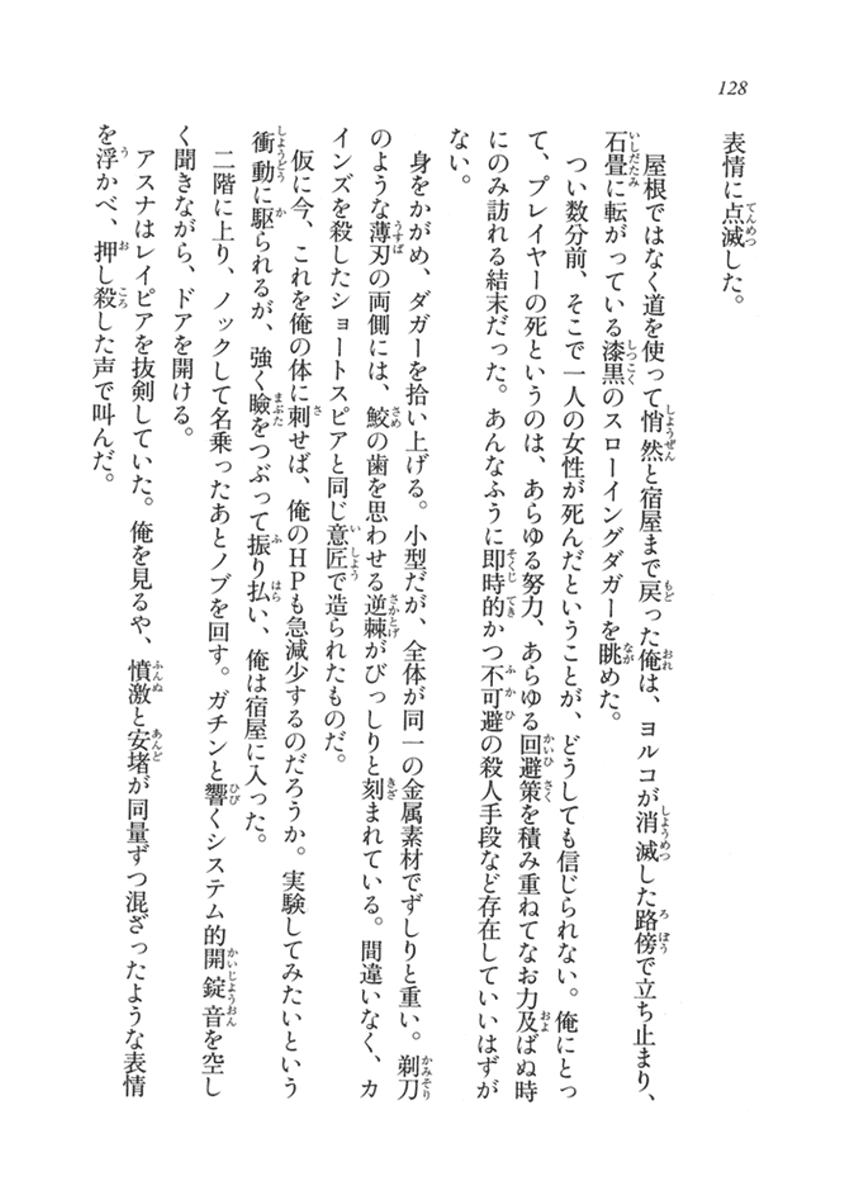 128
表情に点滅した。
屋根ではなく道を使って悄然と宿屋まで戻った俺は、ヨルコが消滅した路傍で立ち止まり、
石畳に転がっている漆黒のスローイングダガーを眺めた。
つい数分前、そこで一人の女性が死んだということが、どうしても信じられない。俺にとっ
て、プレイヤーの死というのは、あらゆる努力、あらゆる回避策を積み重ねてなお力及ばぬ時
にのみ訪れる結末だった。あんなふうに即時的かつ不可避の殺人手段など存在していいはずが
ない。
身をかがめ、ダガーを拾い上げる。小型だが、全体が同一の金属素材でずしりと重い。剃刀
のような薄刃の両側には、鮫の歯を思わせる逆棘がびっしりと刻まれている。間違いなく、カ
インズを殺したショートスピアと同じ意匠で造られたものだ。
仮に今、これを俺の体に刺せば、俺のHPも急減少するのだろうか。実験してみたいという
衝動に駆られるが、強く瞼をつぶって振り払い、俺は宿屋に入った。
二階に上り、ノックして名乗ったあとノブを回す。ガチンと響くシステム的開錠音を空し
く聞きながら、ドアを開ける。
アスナはレイピアを抜剣していた。俺を見るや、憤激と安堵が同量ずつ混ざったような表情
を浮かべ、押し殺した声で叫んだ。